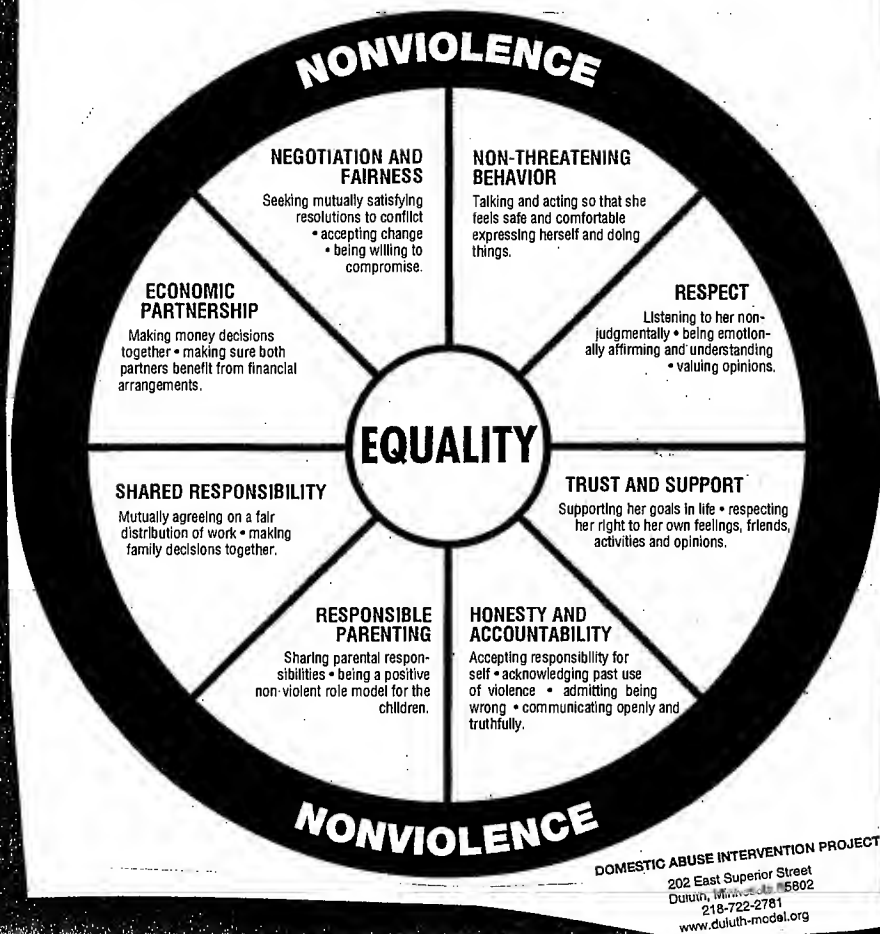 NONVIOLENCE
NEGOTIATION AND
FAIRNESS
Seeking mutually satisfying
resolutions to conflict
• accepting change
• being willing to
compromise.
NON-THREATENING
BEHAVIOR
Talking and acting so that she
feels safe and comfortable
expressing herself and doing
things.
RESPECT
Listening to her non-
judgmentally • being emotion-
ally affirming and understanding
• valuing opinions.
TRUST AND SUPPORT
Supporting her goals in life • respecting
her right to her own feelings, friends,
activities and opinions.
HONESTY AND
ACCOUNTABILITY
Accepting responsibility for
self • acknowledging past use
of violence • admitting being
wrong • communicating openly and
truthfully.
RESPONSIBLE
PARENTING
Sharing parental respon-
sibilities • being a positive
non-violent role model for the
children.
SHARED RESPONSIBILITY
Mutually agreeing on a fair
distribution of work • making
family decisions together.
ECONOMIC
PARTNERSHIP
Making money decisions
together • making sure both
partners benefit from financial
arrangements.
EQUALITY
NONVIOLENCE
DOMESTIC ABUSE INTERVENTION PROJECT
202 East Superior Street
Duluth,
218-722-2781
www.duluth-model.org